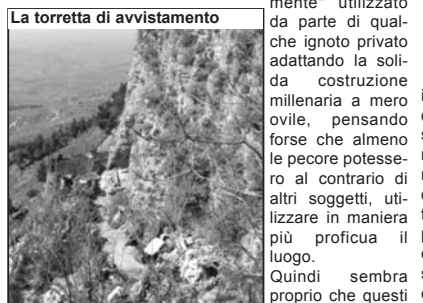 La torretta di avvistamento
mente" utilizzato
da parte di qual-
che ignoto privato
adattando la soli-
da costruzione
millenaria a mero
ovile, pensando
forse che almeno
le pecore potesse-
ro al contrario di
altri soggetti, uti-
lizzare in maniera
più proficua il
luogo.
Quindi sembra
proprio che questi